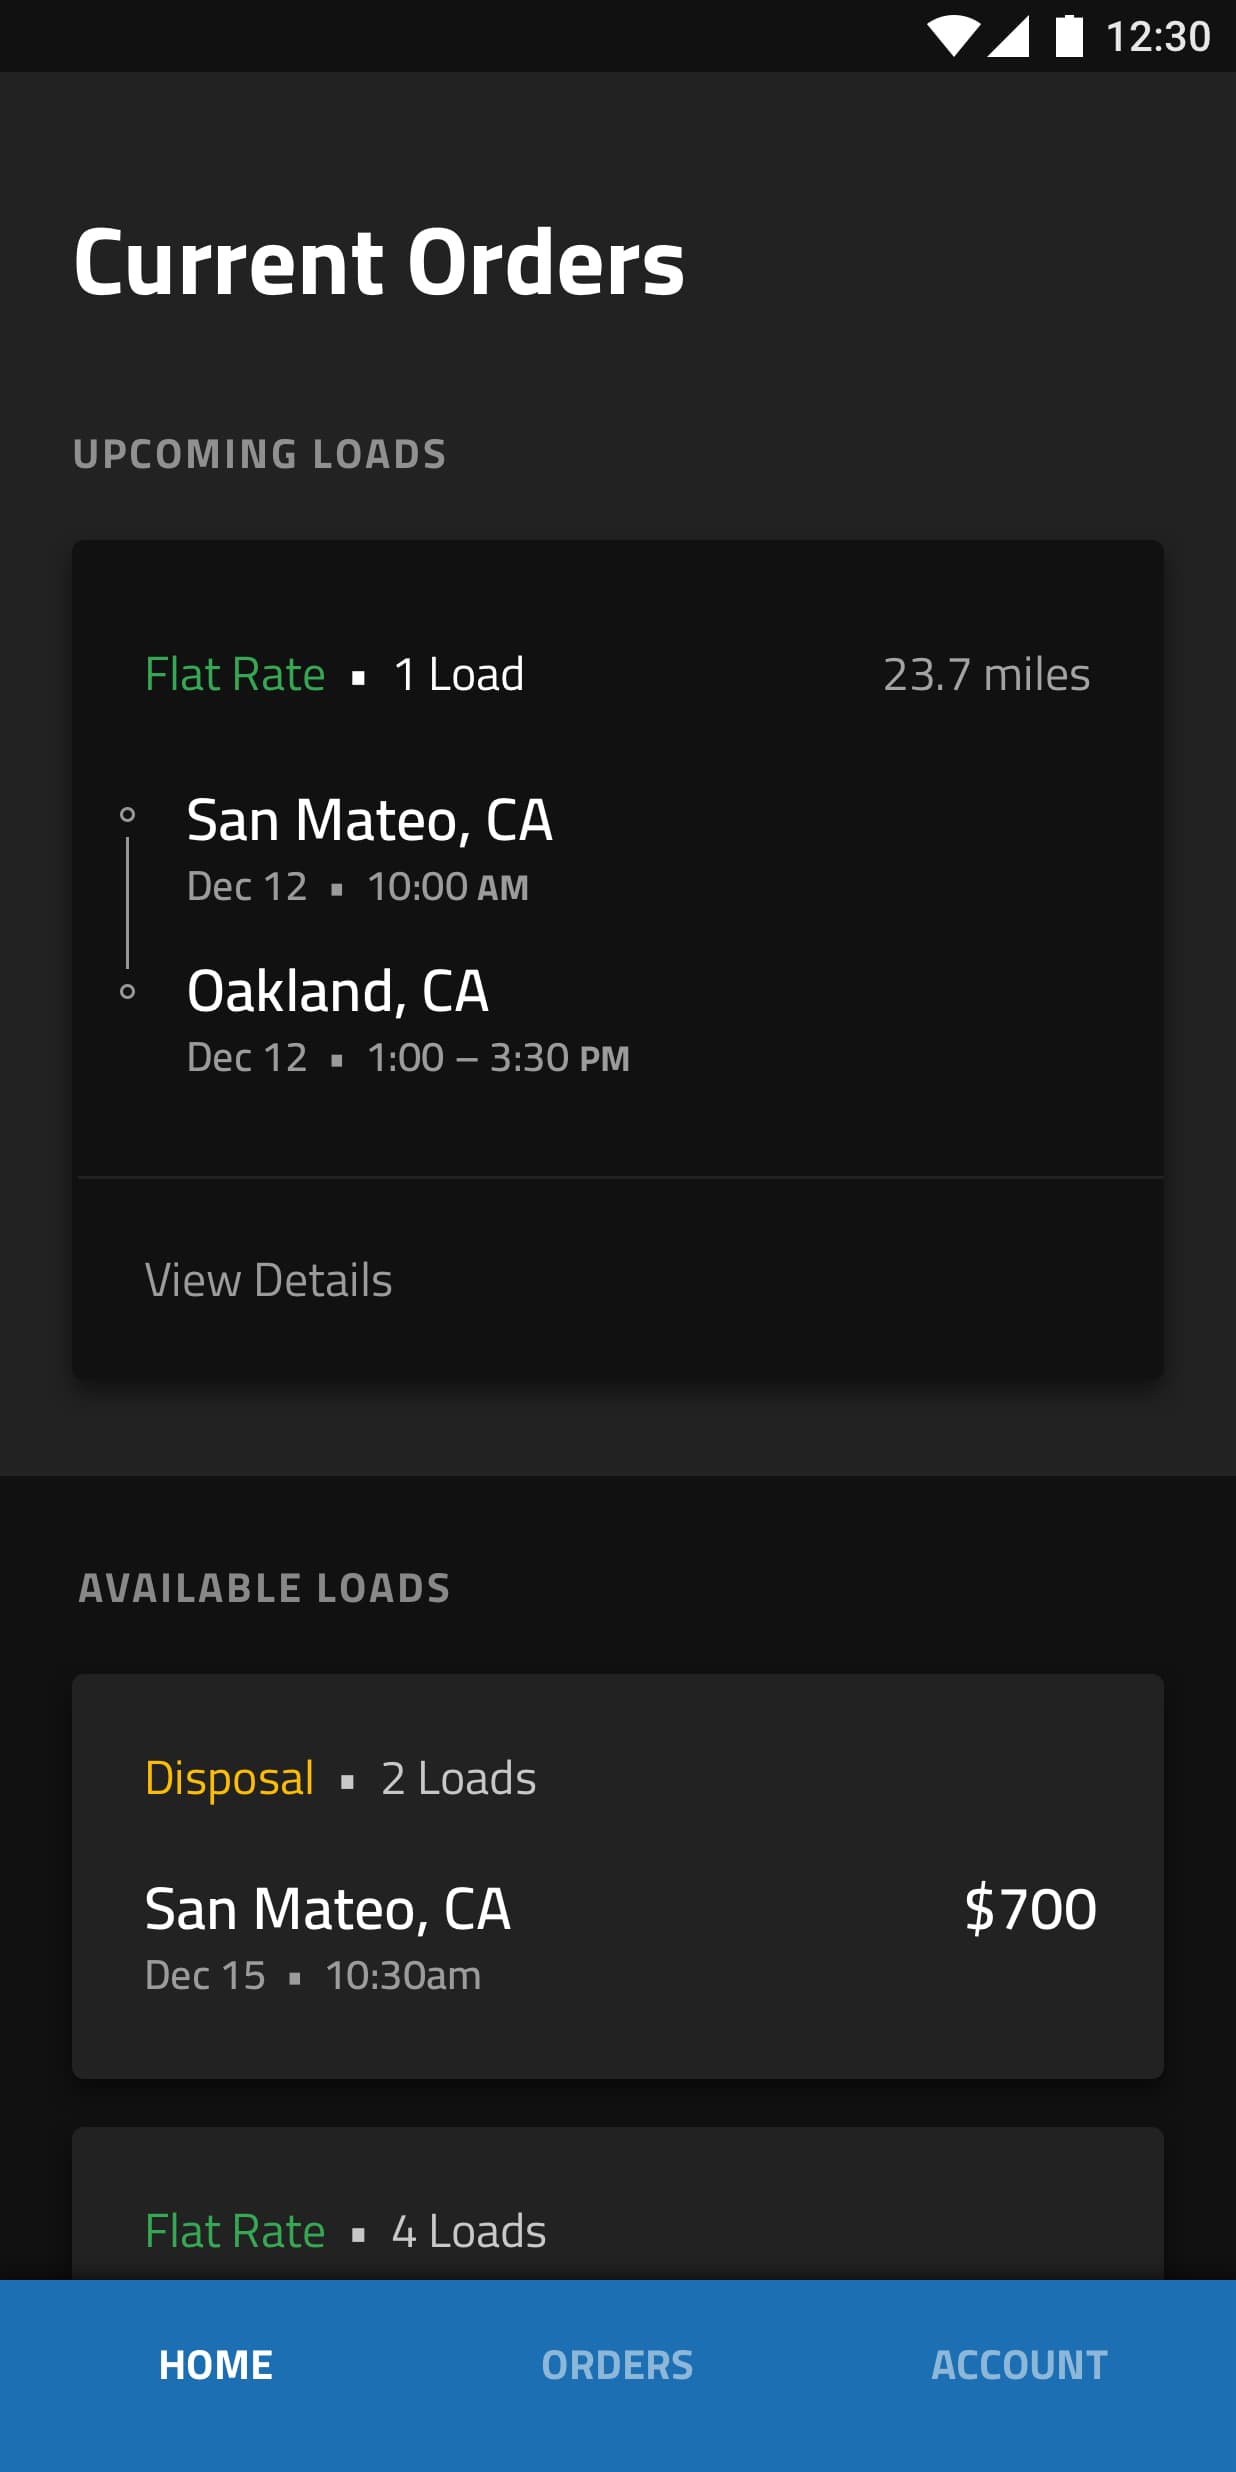 12:30
Current Orders
UPCOMING LOADS
Flat Rate ▪ 1 Load 23.7 miles
San Mateo, CA
Dec 12 ▪ 10:00 AM
Oakland, CA
Dec 12 ▪ 1:00 – 3:30 PM
View Details
AVAILABLE LOADS
Disposal ▪ 2 Loads
San Mateo, CA $700
Dec 15 ▪ 10:30am
Flat Rate ▪ 4 Loads
HOME ORDERS ACCOUNT